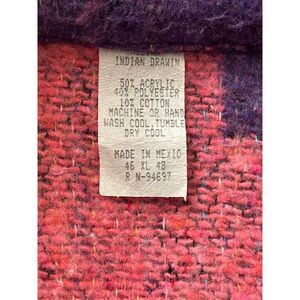 INDIAN DRAWIN
50% ACRYLIC
40% POLYESTER
10% COTTON
MACHINE OR HAND
WASH COOL,TUMBLE
DRY COOL
MADE IN MEXICO
46 XL 48
R N-94697